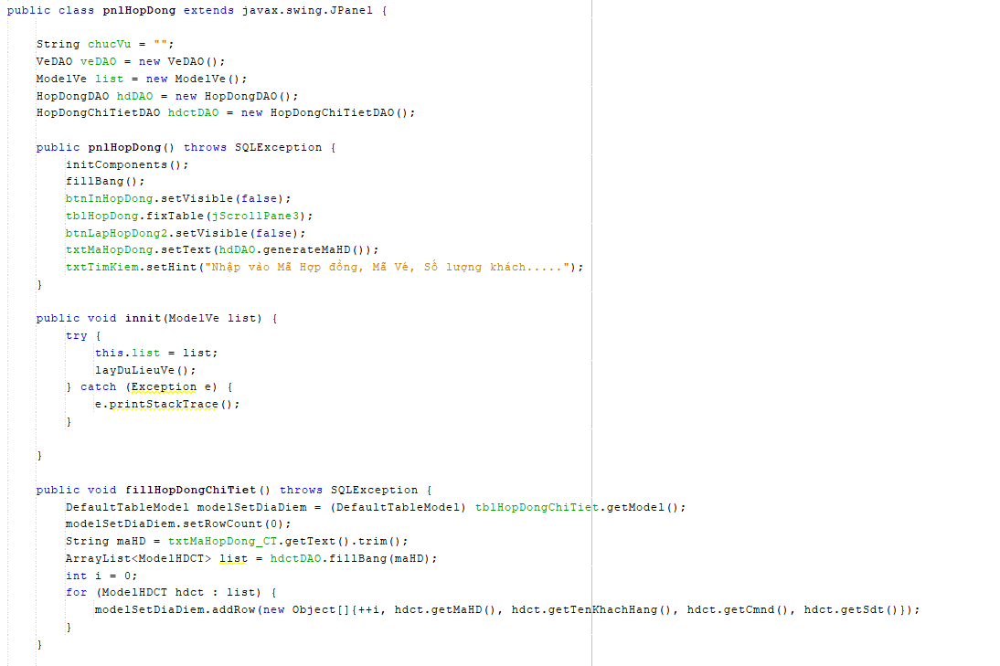 public class pnlHopDong extends javax.swing.JPanel {
String chucVu = "";
VeDAO veDAO = new VeDAO();
ModelVe list = new ModelVe();
HopDongDAO hdDAO = new HopDongDAO();
HopDongChiTietDAO hdctDAO = new HopDongChiTietDAO();
public pnlHopDong() throws SQLException {
initComponents();
fillBang();
btnInHopDong.setVisible(false);
tblHopDong.fixTable(jScrollPane3);
btnLapHopDong2.setVisible(false);
txtMaHopDong.setText(hdDAO.generateMaHD());
txtTimKiem.setHint("Nhập vào Mã Hợp đồng, Mã Vé, Số lượng khách.....");
}
public void innit(ModelVe list) {
try {
this.list = list;
layDuLieuVe();
} catch (Exception e) {
e.printStackTrace();
}
}
public void fillHopDongChiTiet() throws SQLException {
DefaultTableModel modelSetDiaDiem = (DefaultTableModel) tblHopDongChiTiet.getModel();
modelSetDiaDiem.setRowCount(0);
String maHD = txtMaHopDong_CT.getText().trim();
ArrayList<ModelHDCT> list = hdctDAO.fillBang(maHD);
int i = 0;
for (ModelHDCT hdct : list) {
modelSetDiaDiem.addRow(new Object[]{++i, hdct.getMaHD(), hdct.getTenKhachHang(), hdct.getCmnd(), hdct.getSdt()});
}
}